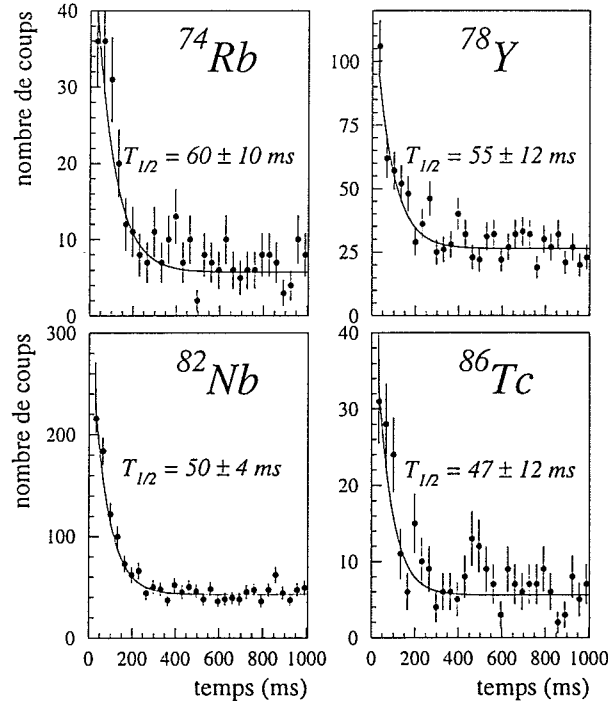 nombre de coups
40
30
20
10
0
⁷⁴Rb
T₁/₂ = 60 ± 10 ms
100
75
50
25
0
⁷⁸Y
T₁/₂ = 55 ± 12 ms
nombre de coups
300
200
100
0
⁸²Nb
T₁/₂ = 50 ± 4 ms
0 200 400 600 800 1000
temps (ms)
40
30
20
10
0
⁸⁶Tc
T₁/₂ = 47 ± 12 ms
0 200 400 600 800 1000
temps (ms)